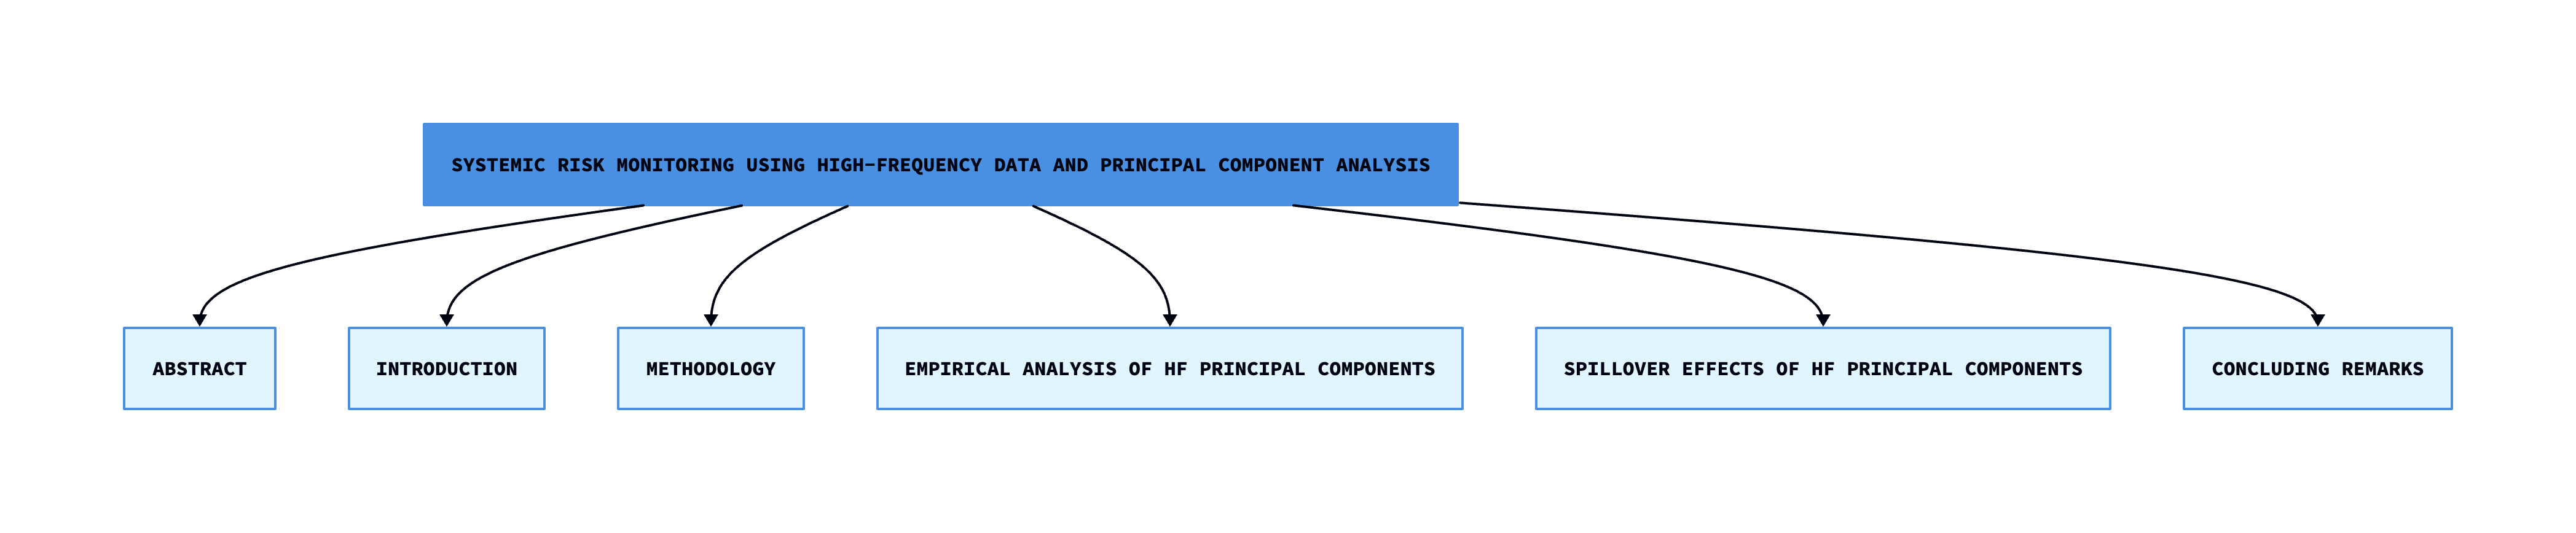 SYSTEMIC RISK MONITORING USING HIGH-FREQUENCY DATA AND PRINCIPAL COMPONENT ANALYSIS
ABSTRACT
INTRODUCTION
METHODOLOGY
EMPIRICAL ANALYSIS OF HF PRINCIPAL COMPONENTS
SPILLOVER EFFECTS OF HF PRINCIPAL COMPONENTS
CONCLUDING REMARKS